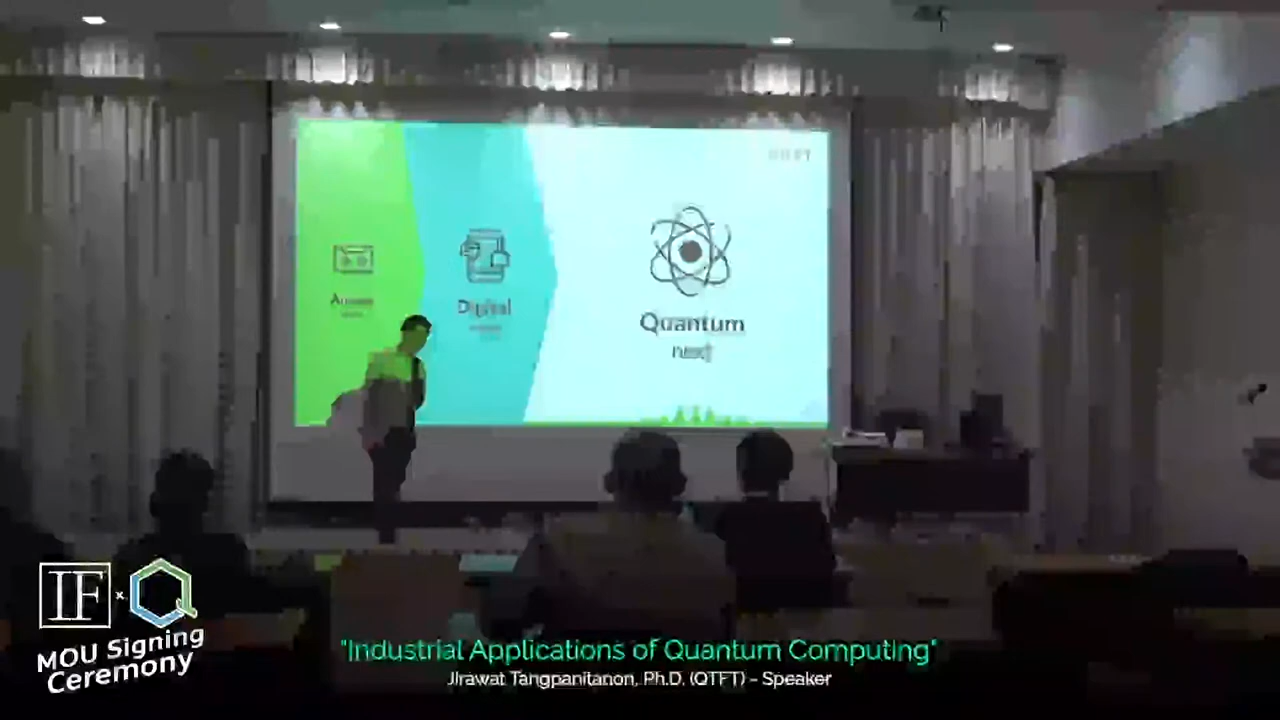 Digital
Quantum
next
IF x Q
MOU Signing
Ceremony
"Industrial Applications of Quantum Computing"
Jirawat Tangpanitanon, Ph.D. (QTFT) - Speaker